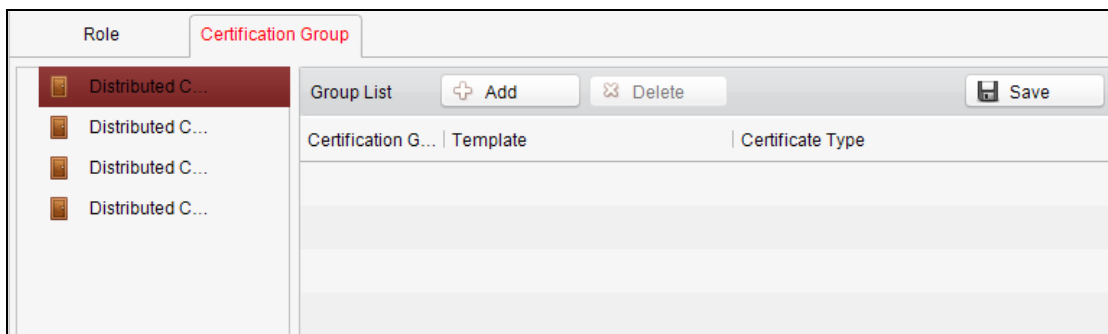 Role Certification Group
Distributed C...
Distributed C...
Distributed C...
Distributed C...
Group List Add Delete Save
Certification G... Template Certificate Type